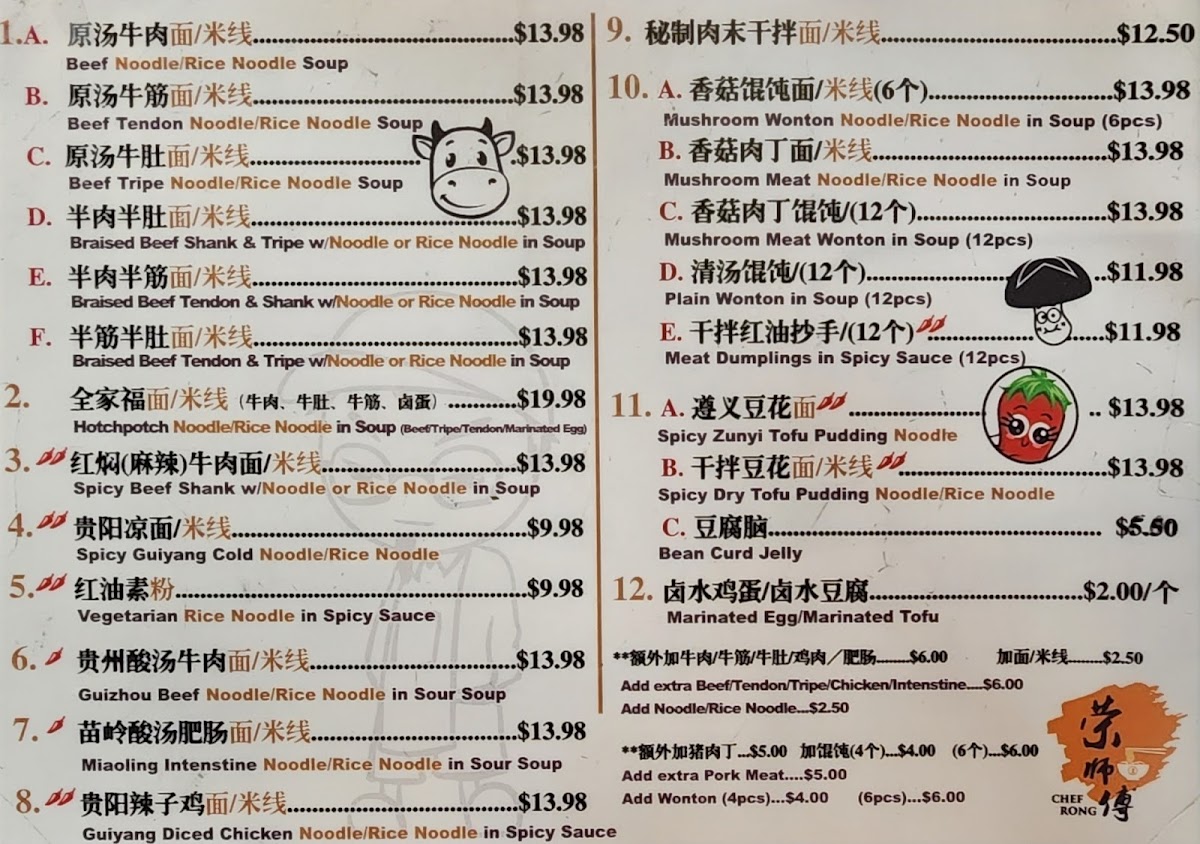 1.A. 原汤牛肉面/米线..........$13.98
Beef Noodle/Rice Noodle Soup
B. 原汤牛筋面/米线..........$13.98
Beef Tendon Noodle/Rice Noodle Soup
C. 原汤牛肚面/米线..........$13.98
Beef Tripe Noodle/Rice Noodle Soup
D. 半肉半肚面/米线..........$13.98
Braised Beef Shank & Tripe w/Noodle or Rice Noodle in Soup
E. 半肉半筋面/米线..........$13.98
Braised Beef Tendon & Shank w/Noodle or Rice Noodle in Soup
F. 半筋半肚面/米线..........$13.98
Braised Beef Tendon & Tripe w/Noodle or Rice Noodle in Soup
2. 全家福面/米线（牛肉、牛肚、牛筋、卤蛋）..........$19.98
Hotchpotch Noodle/Rice Noodle in Soup (Beef/Tripe/Tendon/Marinated Egg)
3. 红焖(麻辣)牛肉面/米线..........$13.98
Spicy Beef Shank w/Noodle or Rice Noodle in Soup
4. 贵阳凉面/米线..........$9.98
Spicy Guiyang Cold Noodle/Rice Noodle
5. 红油素粉..........$9.98
Vegetarian Rice Noodle in Spicy Sauce
6. 贵州酸汤牛肉面/米线..........$13.98
Guizhou Beef Noodle/Rice Noodle in Sour Soup
7. 苗岭酸汤肥肠面/米线..........$13.98
Miaoling Intenstine Noodle/Rice Noodle in Sour Soup
8. 贵阳辣子鸡面/米线..........$13.98
Guiyang Diced Chicken Noodle/Rice Noodle in Spicy Sauce
9. 秘制肉末干拌面/米线..........$12.50
10. A. 香菇馄饨面/米线(6个)..........$13.98
Mushroom Wonton Noodle/Rice Noodle in Soup (6pcs)
B. 香菇肉丁面/米线..........$13.98
Mushroom Meat Noodle/Rice Noodle in Soup
C. 香菇肉丁馄饨/(12个)..........$13.98
Mushroom Meat Wonton in Soup (12pcs)
D. 清汤馄饨/(12个)..........$11.98
Plain Wonton in Soup (12pcs)
E. 干拌红油抄手/(12个)..........$11.98
Meat Dumplings in Spicy Sauce (12pcs)
11. A. 遵义豆花面..........$13.98
Spicy Zunyi Tofu Pudding Noodle
B. 干拌豆花面/米线..........$13.98
Spicy Dry Tofu Pudding Noodle/Rice Noodle
C. 豆腐脑..........$5.50
Bean Curd Jelly
12. 卤水鸡蛋/卤水豆腐..........$2.00/个
Marinated Egg/Marinated Tofu
**额外加牛肉/牛筋/牛肚/鸡肉／肥肠.........$6.00 加面/米线.........$2.50
Add extra Beef/Tendon/Tripe/Chicken/Intenstine....$6.00
Add Noodle/Rice Noodle...$2.50
**额外加猪肉丁...$5.00 加馄饨(4个)...$4.00 (6个)...$6.00
Add extra Pork Meat....$5.00
Add Wonton (4pcs)...$4.00 (6pcs)...$6.00
荣师傅
CHEF
RONG